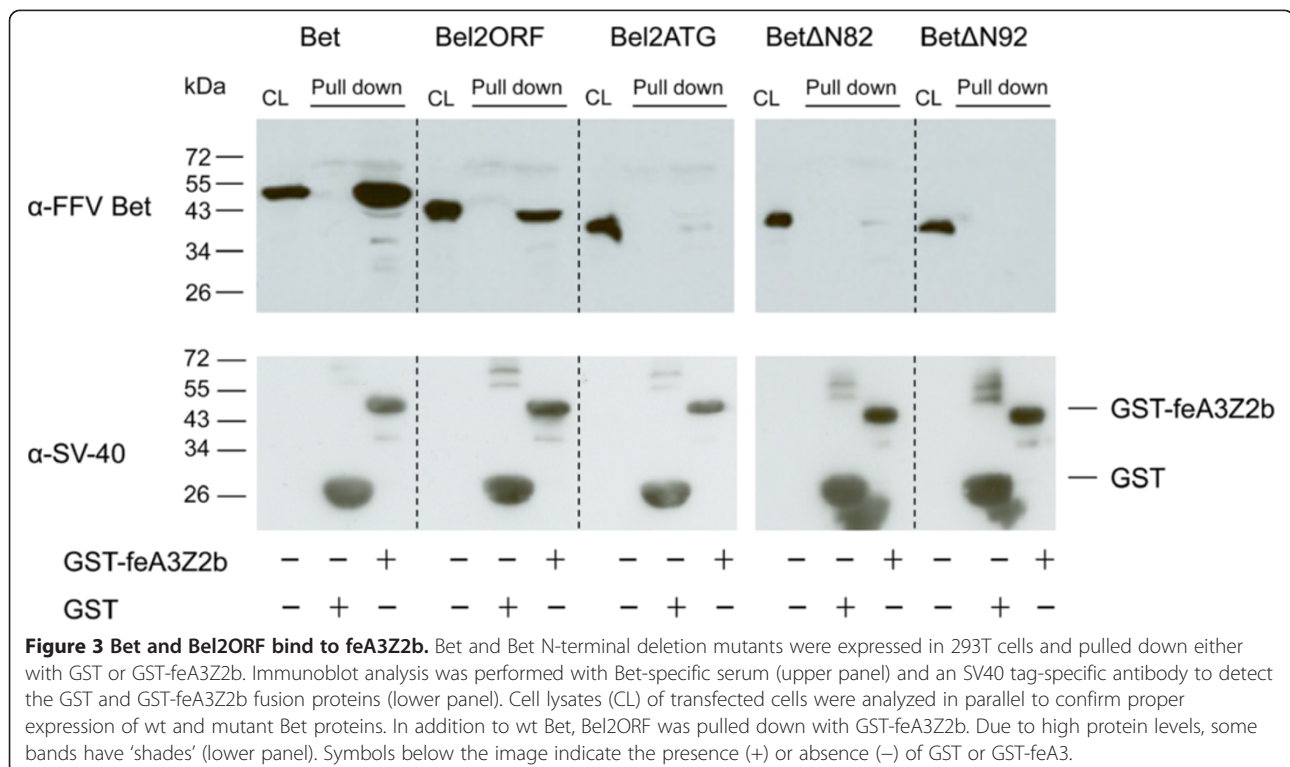 Bet Bel2ORF Bel2ATG BetΔN82 BetΔN92
kDa CL Pull down CL Pull down CL Pull down CL Pull down CL Pull down
α-FFV Bet
72
55
43
34
26
α-SV-40
72
55
43
34
26
GST-feA3Z2b
GST
GST-feA3Z2b − − + − − + − − + − − + − − +
GST − + − − + − − + − − + − − + −
Figure 3 Bet and Bel2ORF bind to feA3Z2b. Bet and Bet N-terminal deletion mutants were expressed in 293T cells and pulled down either
with GST or GST-feA3Z2b. Immunoblot analysis was performed with Bet-specific serum (upper panel) and an SV40 tag-specific antibody to detect
the GST and GST-feA3Z2b fusion proteins (lower panel). Cell lysates (CL) of transfected cells were analyzed in parallel to confirm proper
expression of wt and mutant Bet proteins. In addition to wt Bet, Bel2ORF was pulled down with GST-feA3Z2b. Due to high protein levels, some
bands have ‘shades’ (lower panel). Symbols below the image indicate the presence (+) or absence (−) of GST or GST-feA3.